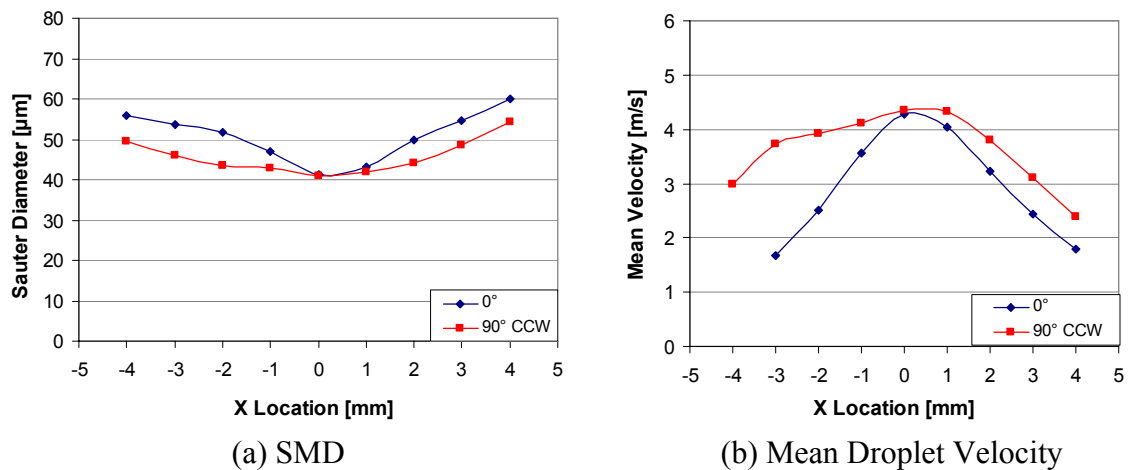 80
70
60
50
40
30
20
10
0
Sauter Diameter [µm]
-5 -4 -3 -2 -1 0 1 2 3 4 5
X Location [mm]
0°
90° CCW
(a) SMD
6
5
4
3
2
1
0
Mean Velocity [m/s]
-5 -4 -3 -2 -1 0 1 2 3 4 5
X Location [mm]
0°
90° CCW
(b) Mean Droplet Velocity